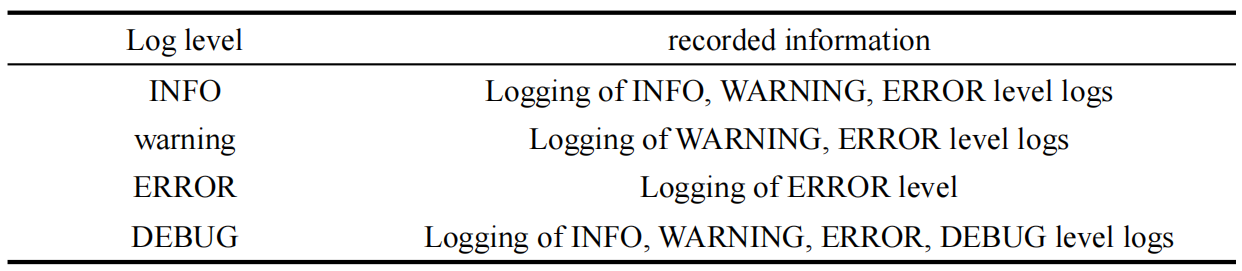 Log level recorded information
INFO Logging of INFO, WARNING, ERROR level logs
warning Logging of WARNING, ERROR level logs
ERROR Logging of ERROR level
DEBUG Logging of INFO, WARNING, ERROR, DEBUG level logs